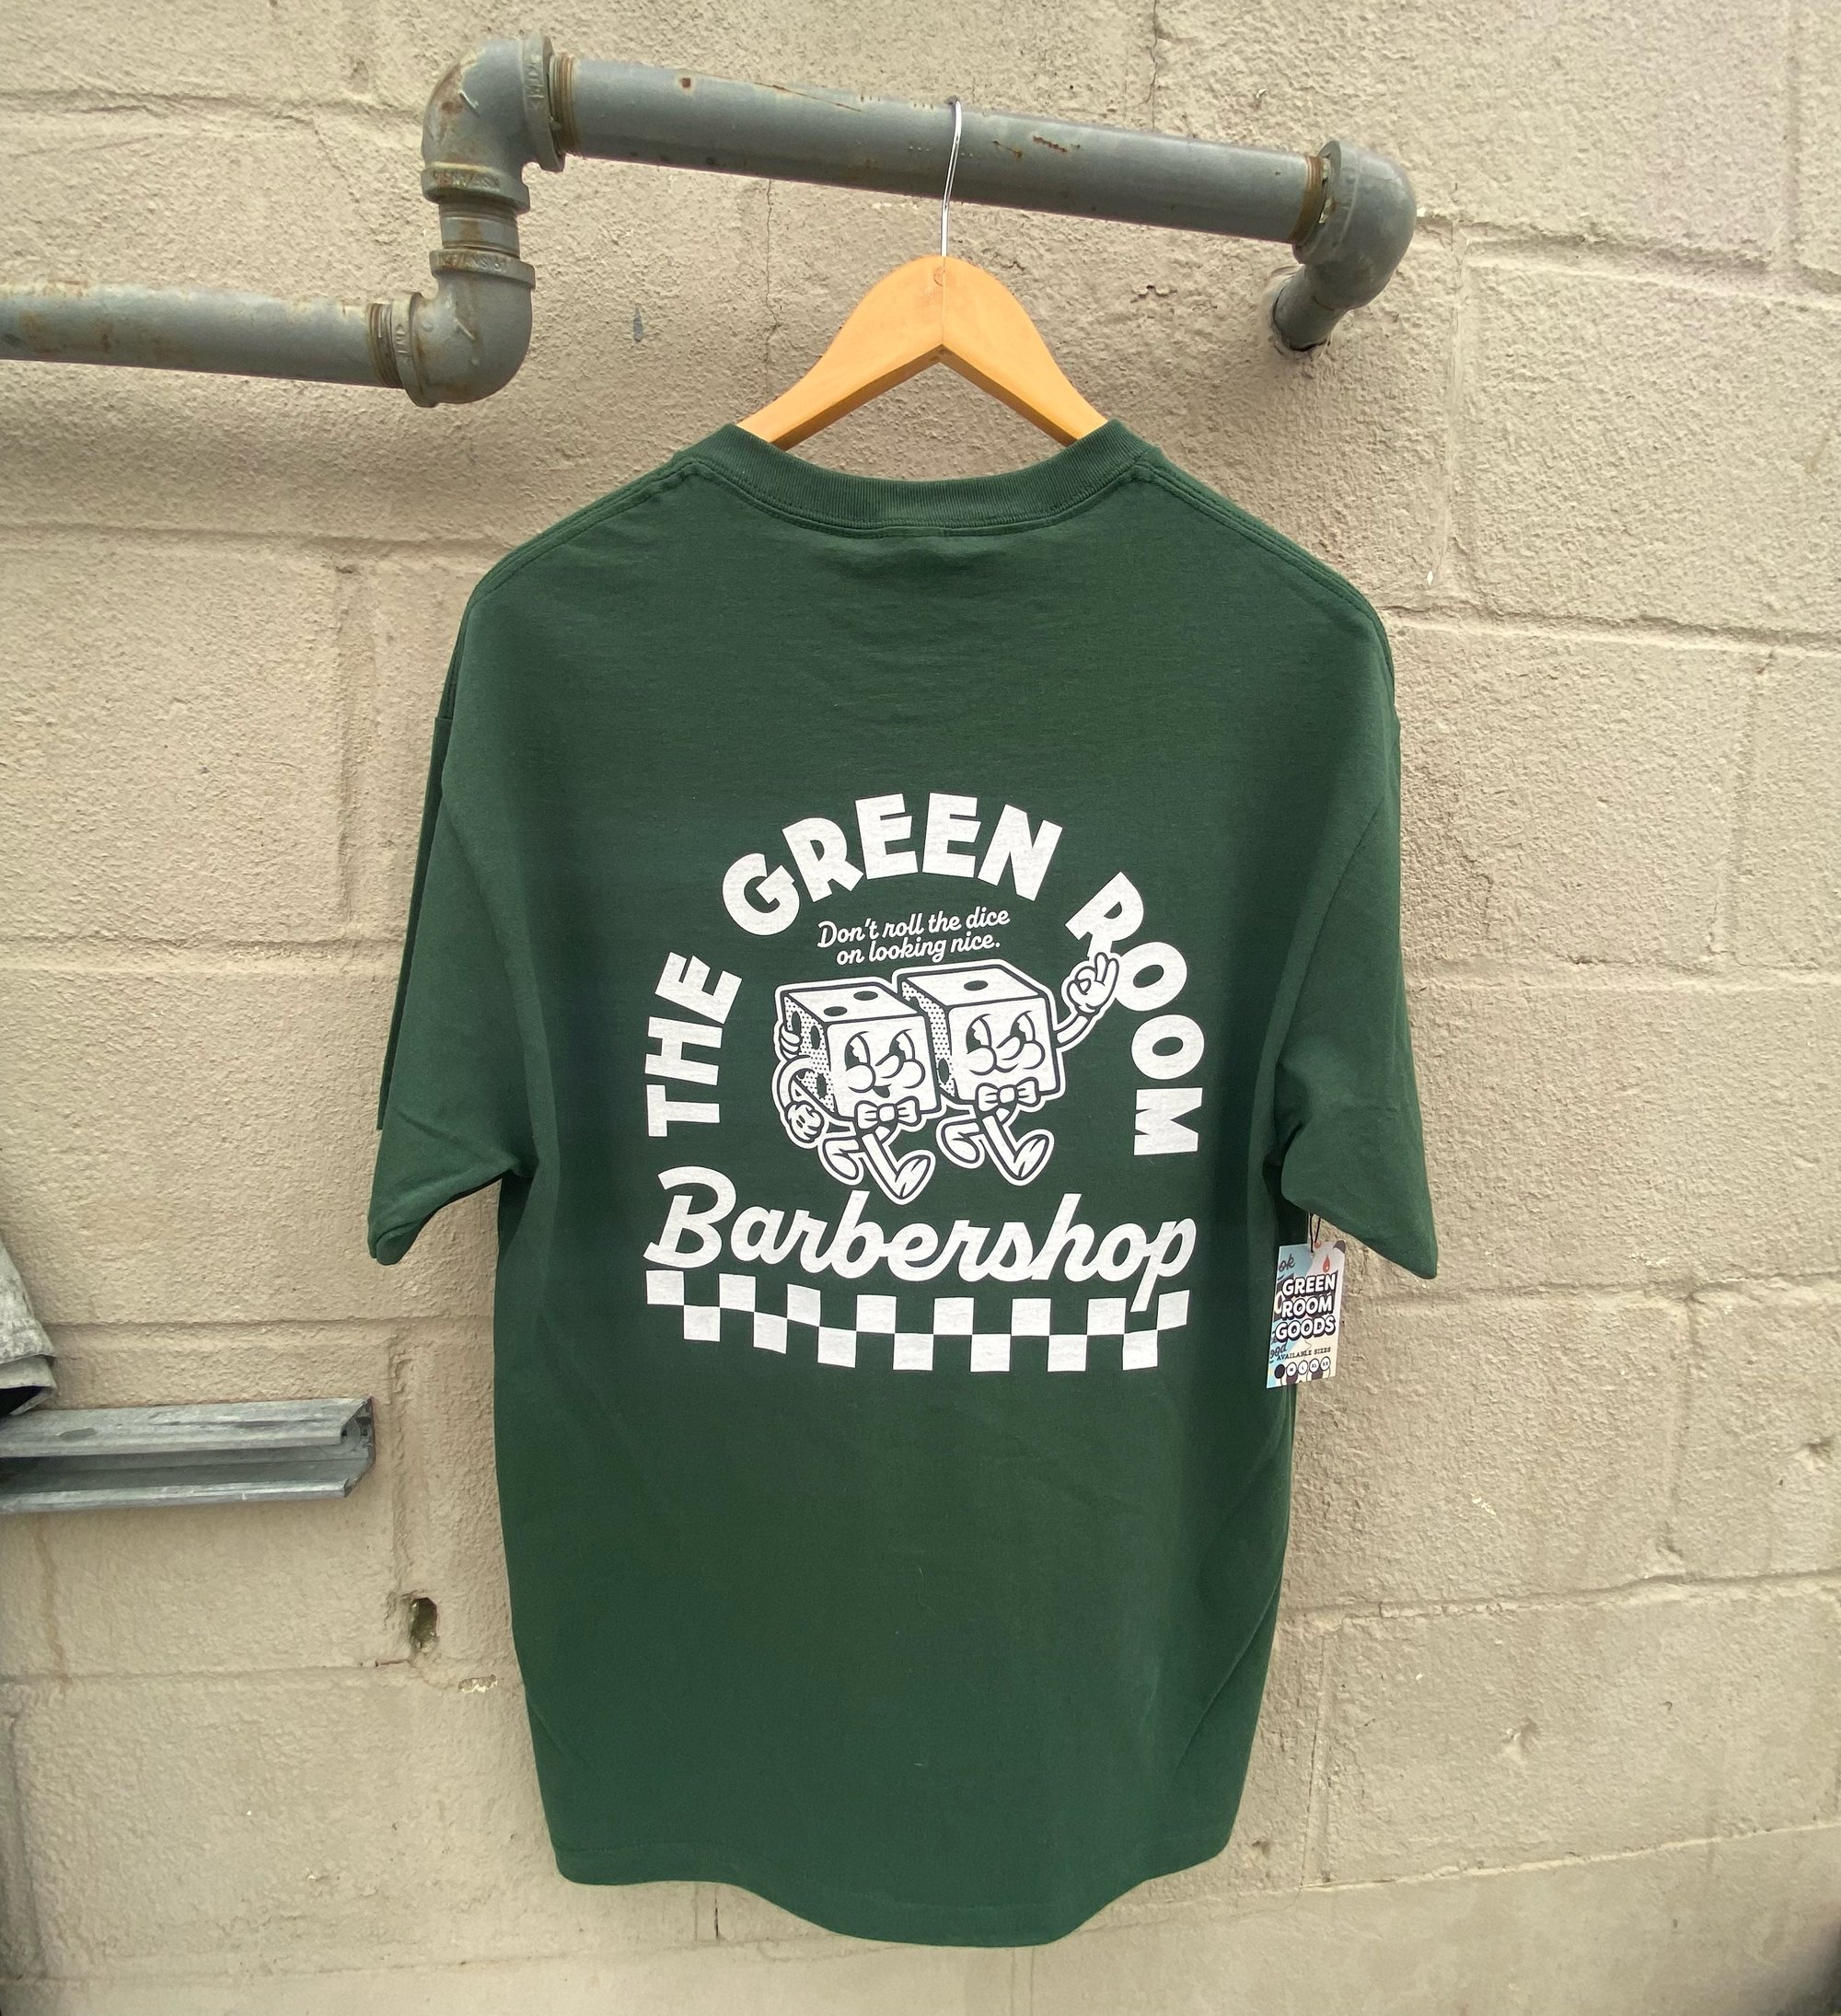 THE GREEN ROOM
Don't roll the dice
on looking nice.
Barbershop
GREEN
ROOM
GOODS
AVAILABLE SIZES